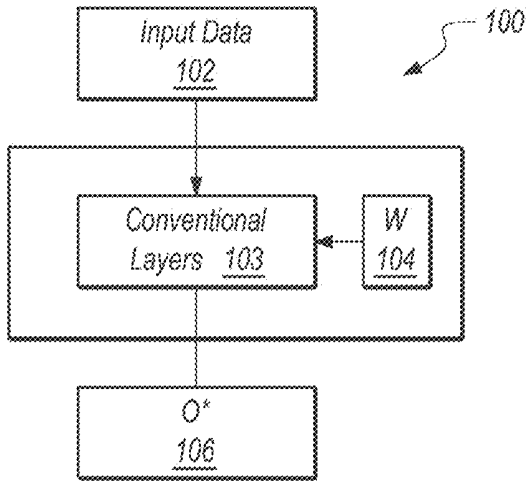 Input Data
102
100
Conventional
Layers 103
W
104
O*
106